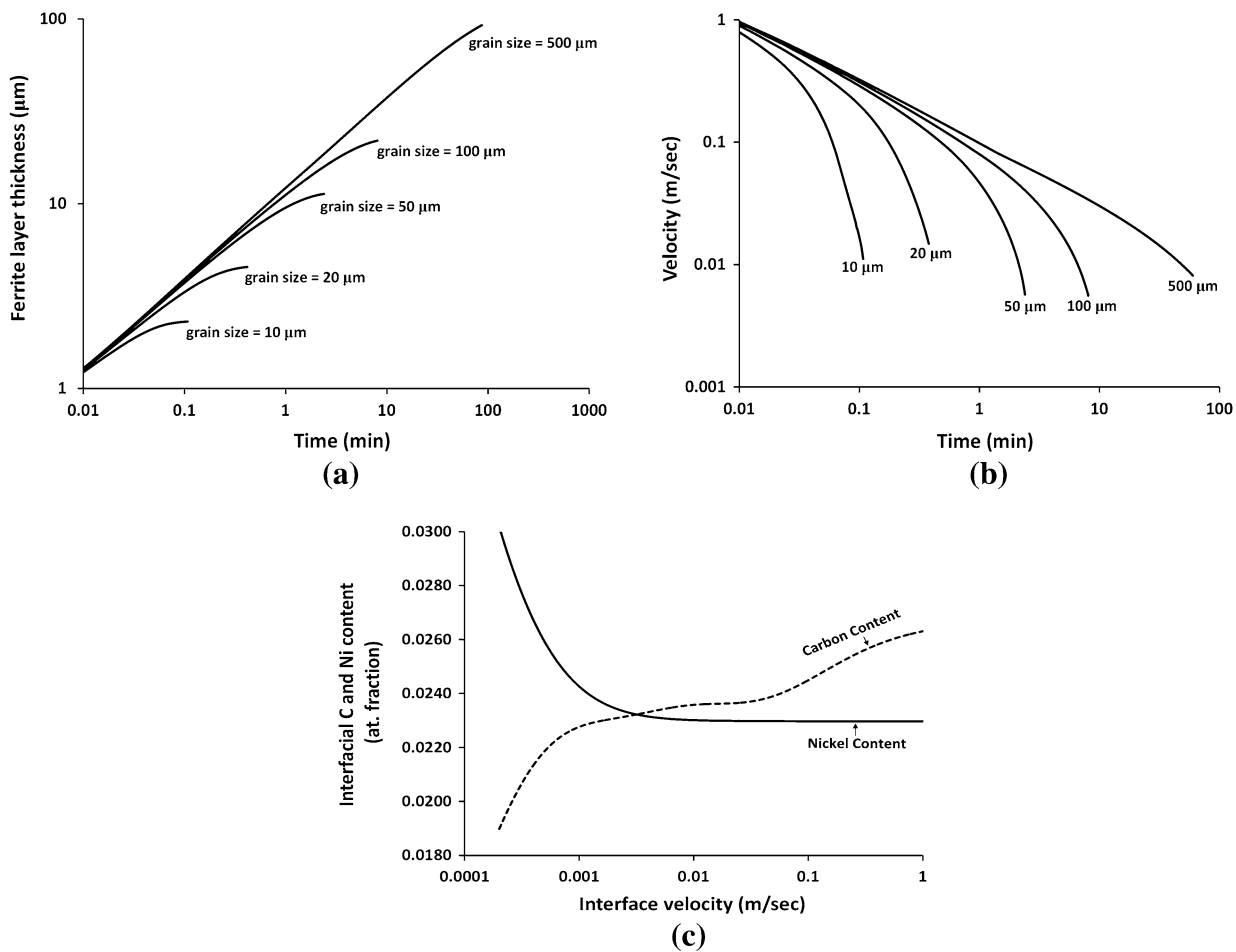 100
10
1
Ferrite layer thickness (µm)
grain size = 500 µm
grain size = 100 µm
grain size = 50 µm
grain size = 20 µm
grain size = 10 µm
0.01 0.1 1 10 100 1000
Time (min)
(a)
1
0.1
0.01
0.001
Velocity (m/sec)
10 µm
20 µm
50 µm
100 µm
500 µm
0.01 0.1 1 10 100
Time (min)
(b)
0.0300
0.0280
0.0260
0.0240
0.0220
0.0200
0.0180
Interfacial C and Ni content
(at. fraction)
Carbon Content
Nickel Content
0.0001 0.001 0.01 0.1 1
Interface velocity (m/sec)
(c)